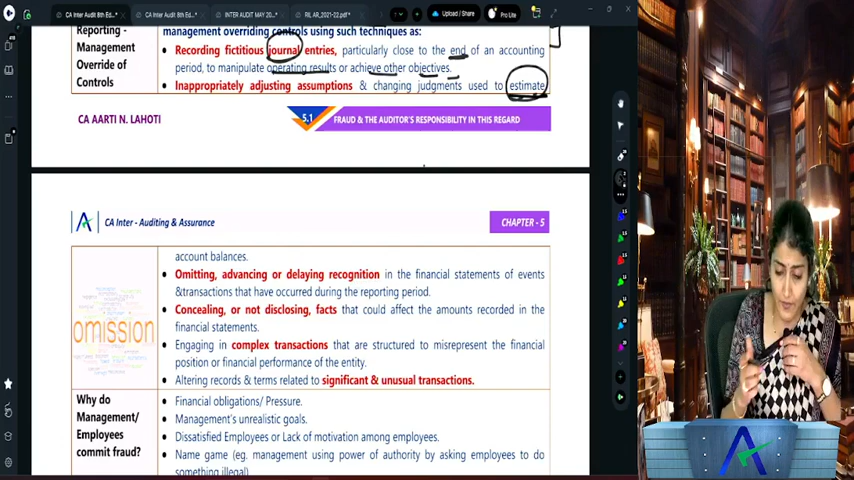 CA Inter Audit 8th Ed...*
CA Inter Audit 8th Ed...*
INTER AUDIT MAY 20...*
RIL AR_2021-22.pdf*
Upload / Share
Pro Lite
Reporting - management overriding controls using such techniques as:
Management
Override of
Controls
• Recording fictitious journal entries, particularly close to the end of an accounting
period, to manipulate operating results or achieve other objectives.
• Inappropriately adjusting assumptions & changing judgments used to estimate
CA AARTI N. LAHOTI
5.1
FRAUD & THE AUDITOR'S RESPONSIBILITY IN THIS REGARD
CA Inter - Auditing & Assurance
CHAPTER - 5
omission
account balances.
• Omitting, advancing or delaying recognition in the financial statements of events
&transactions that have occurred during the reporting period.
• Concealing, or not disclosing, facts that could affect the amounts recorded in the
financial statements.
• Engaging in complex transactions that are structured to misrepresent the financial
position or financial performance of the entity.
• Altering records & terms related to significant & unusual transactions.
Why do
Management/
Employees
commit fraud?
• Financial obligations/ Pressure.
• Management's unrealistic goals.
• Dissatisfied Employees or Lack of motivation among employees.
• Name game (eg. management using power of authority by asking employees to do
something illegal)